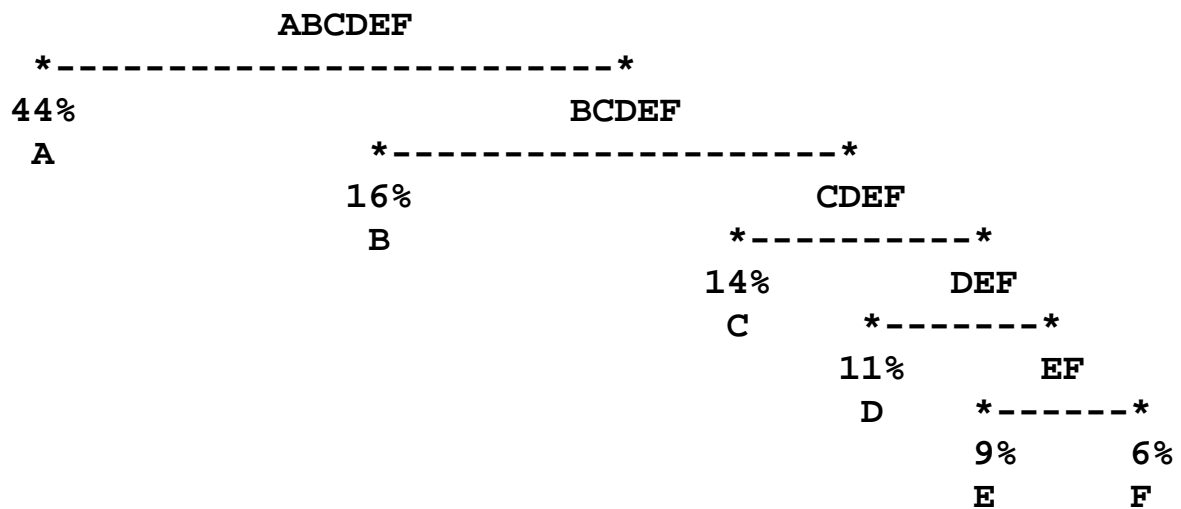 ABCDEF
*-------------------------*
44% BCDEF
A *--------------------*
16% CDEF
B *----------*
14% DEF
C *-------*
11% EF
D *------*
9% 6%
E F